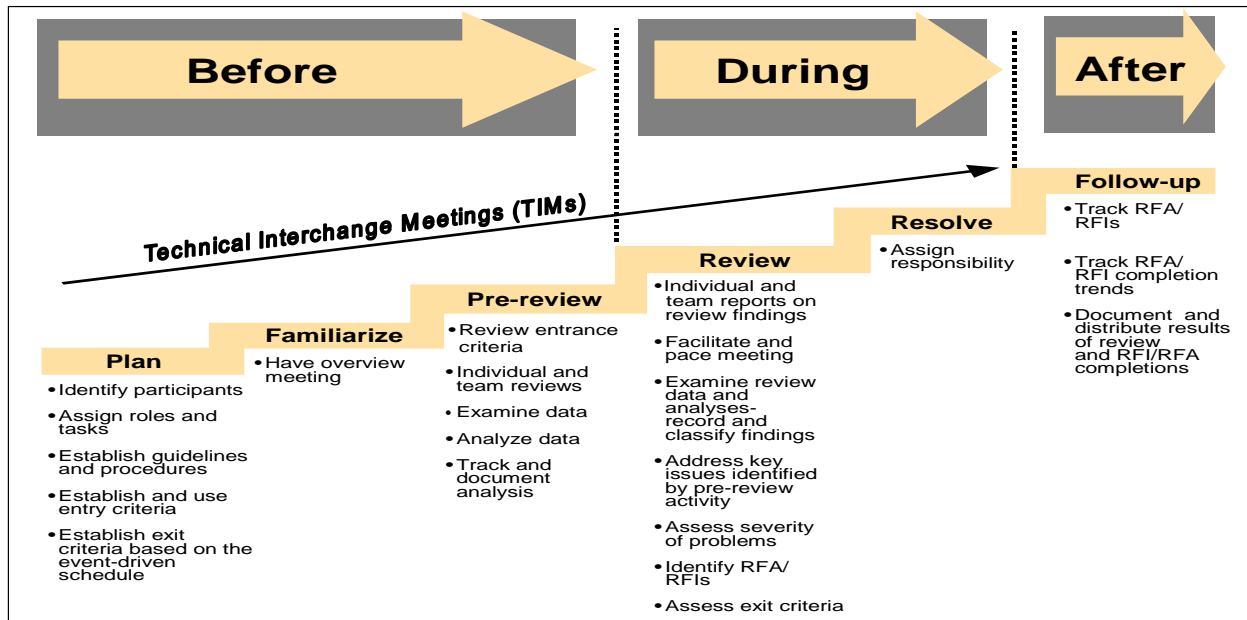 Before
During
After
Technical Interchange Meetings (TIMs)
Plan
• Identify participants
• Assign roles and
tasks
• Establish guidelines
and procedures
• Establish and use
entry criteria
• Establish exit
criteria based on the
event-driven
schedule
Familiarize
• Have overview
meeting
Pre-review
• Review entrance
criteria
• Individual and
team reviews
• Examine data
• Analyze data
• Track and
document
analysis
Review
• Individual and
team reports on
review findings
• Facilitate and
pace meeting
• Examine review
data and
analyses-
record and
classify findings
• Address key
issues identified
by pre-review
activity
• Assess severity
of problems
• Identify RFA/
RFIs
• Assess exit criteria
Resolve
• Assign
responsibility
Follow-up
• Track RFA/
RFIs
• Track RFA/
RFI completion
trends
• Document and
distribute results
of review
and RFI/RFA
completions